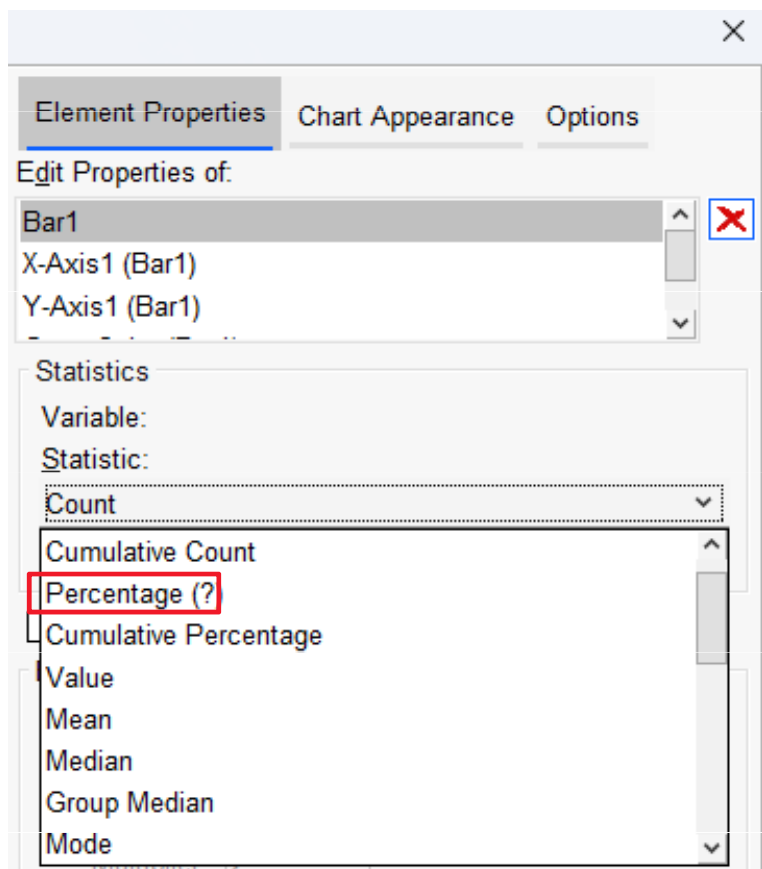 Element Properties Chart Appearance Options
Edit Properties of:
Bar1
X-Axis1 (Bar1)
Y-Axis1 (Bar1)
Statistics
Variable:
Statistic:
Count
Cumulative Count
Percentage (?)
Cumulative Percentage
Value
Mean
Median
Group Median
Mode